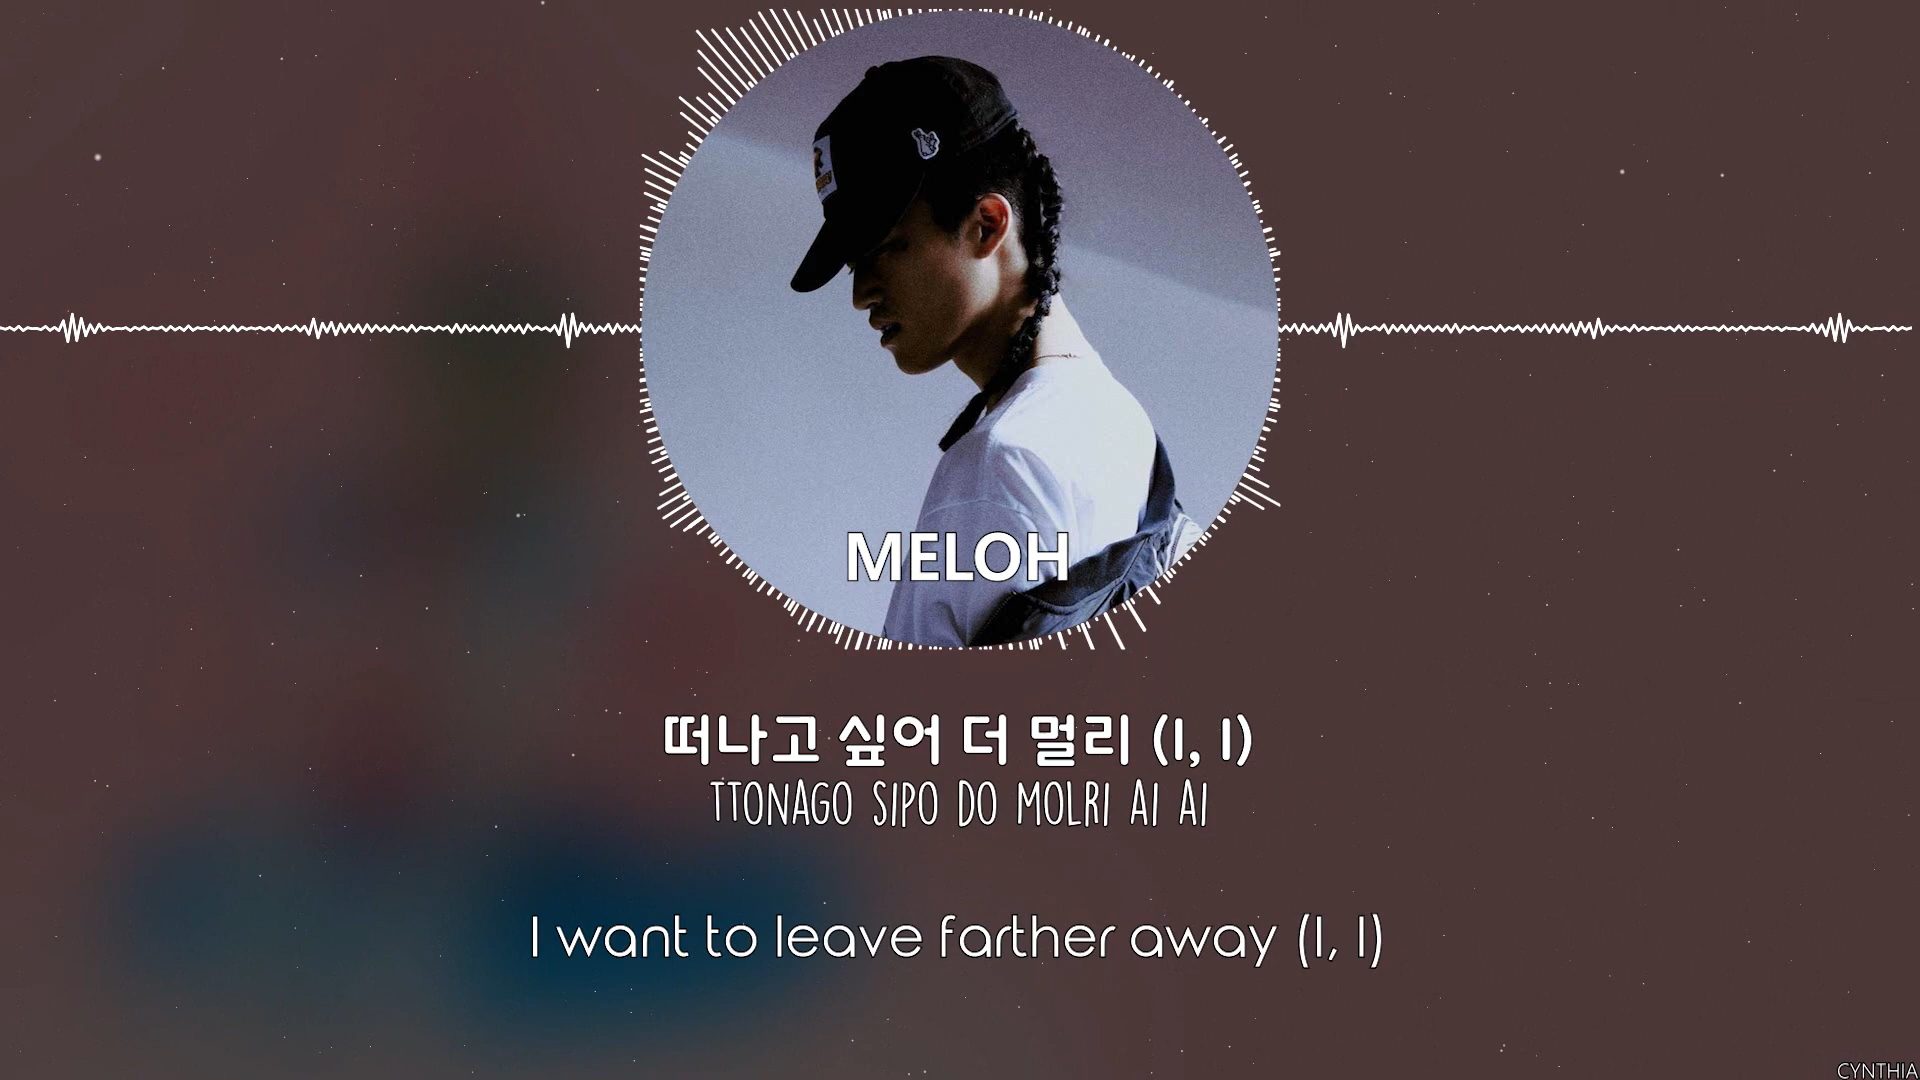 MELOH
떠나고 싶어 더 멀리 (I, I)
TTONAGO SIPO DO MOLRI AI AI
I want to leave farther away (I, I)
CYNTHIA